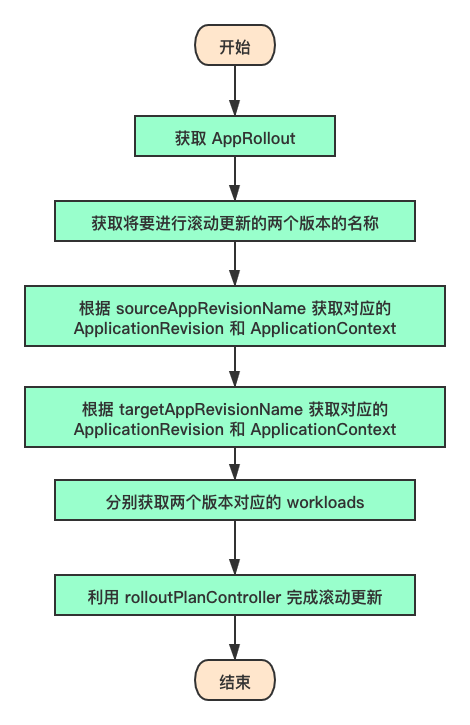 开始
获取 AppRollout
获取将要进行滚动更新的两个版本的名称
根据 sourceAppRevisionName 获取对应的
ApplicationRevision 和 ApplicationContext
根据 targetAppRevisionName 获取对应的
ApplicationRevision 和 ApplicationContext
分别获取两个版本对应的 workloads
利用 rolloutPlanController 完成滚动更新
结束